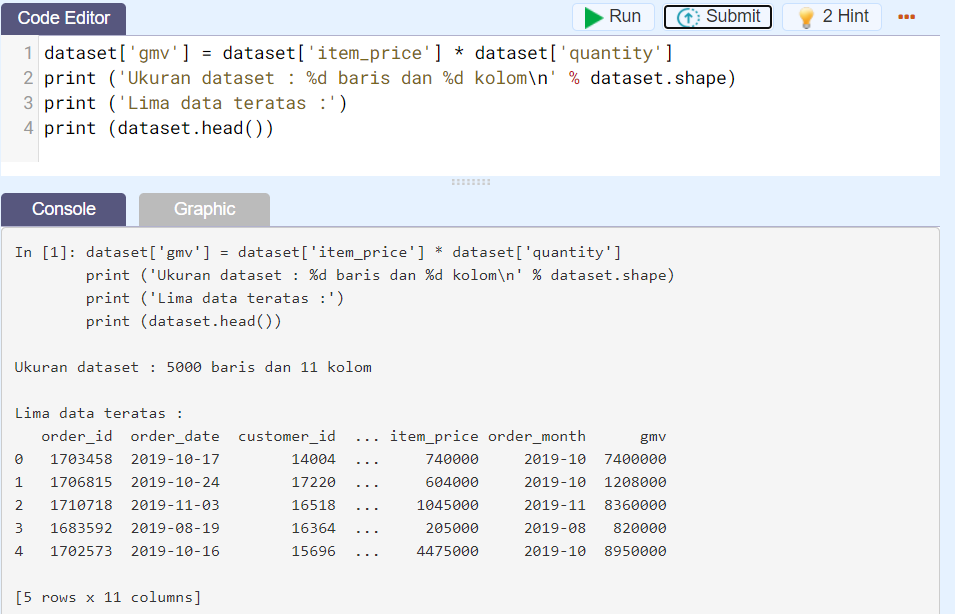 Code Editor
Run
Submit
2 Hint
1 dataset['gmv'] = dataset['item_price'] * dataset['quantity']
2 print ('Ukuran dataset : %d baris dan %d kolom\n' % dataset.shape)
3 print ('Lima data teratas :')
4 print (dataset.head())
Console
Graphic
In [1]: dataset['gmv'] = dataset['item_price'] * dataset['quantity']
print ('Ukuran dataset : %d baris dan %d kolom\n' % dataset.shape)
print ('Lima data teratas :')
print (dataset.head())
Ukuran dataset : 5000 baris dan 11 kolom
Lima data teratas :
order_id order_date customer_id ... item_price order_month gmv
0 1703458 2019-10-17 14004 ... 740000 2019-10 7400000
1 1706815 2019-10-24 17220 ... 604000 2019-10 1208000
2 1710718 2019-11-03 16518 ... 1045000 2019-11 8360000
3 1683592 2019-08-19 16364 ... 205000 2019-08 820000
4 1702573 2019-10-16 15696 ... 4475000 2019-10 8950000
[5 rows x 11 columns]